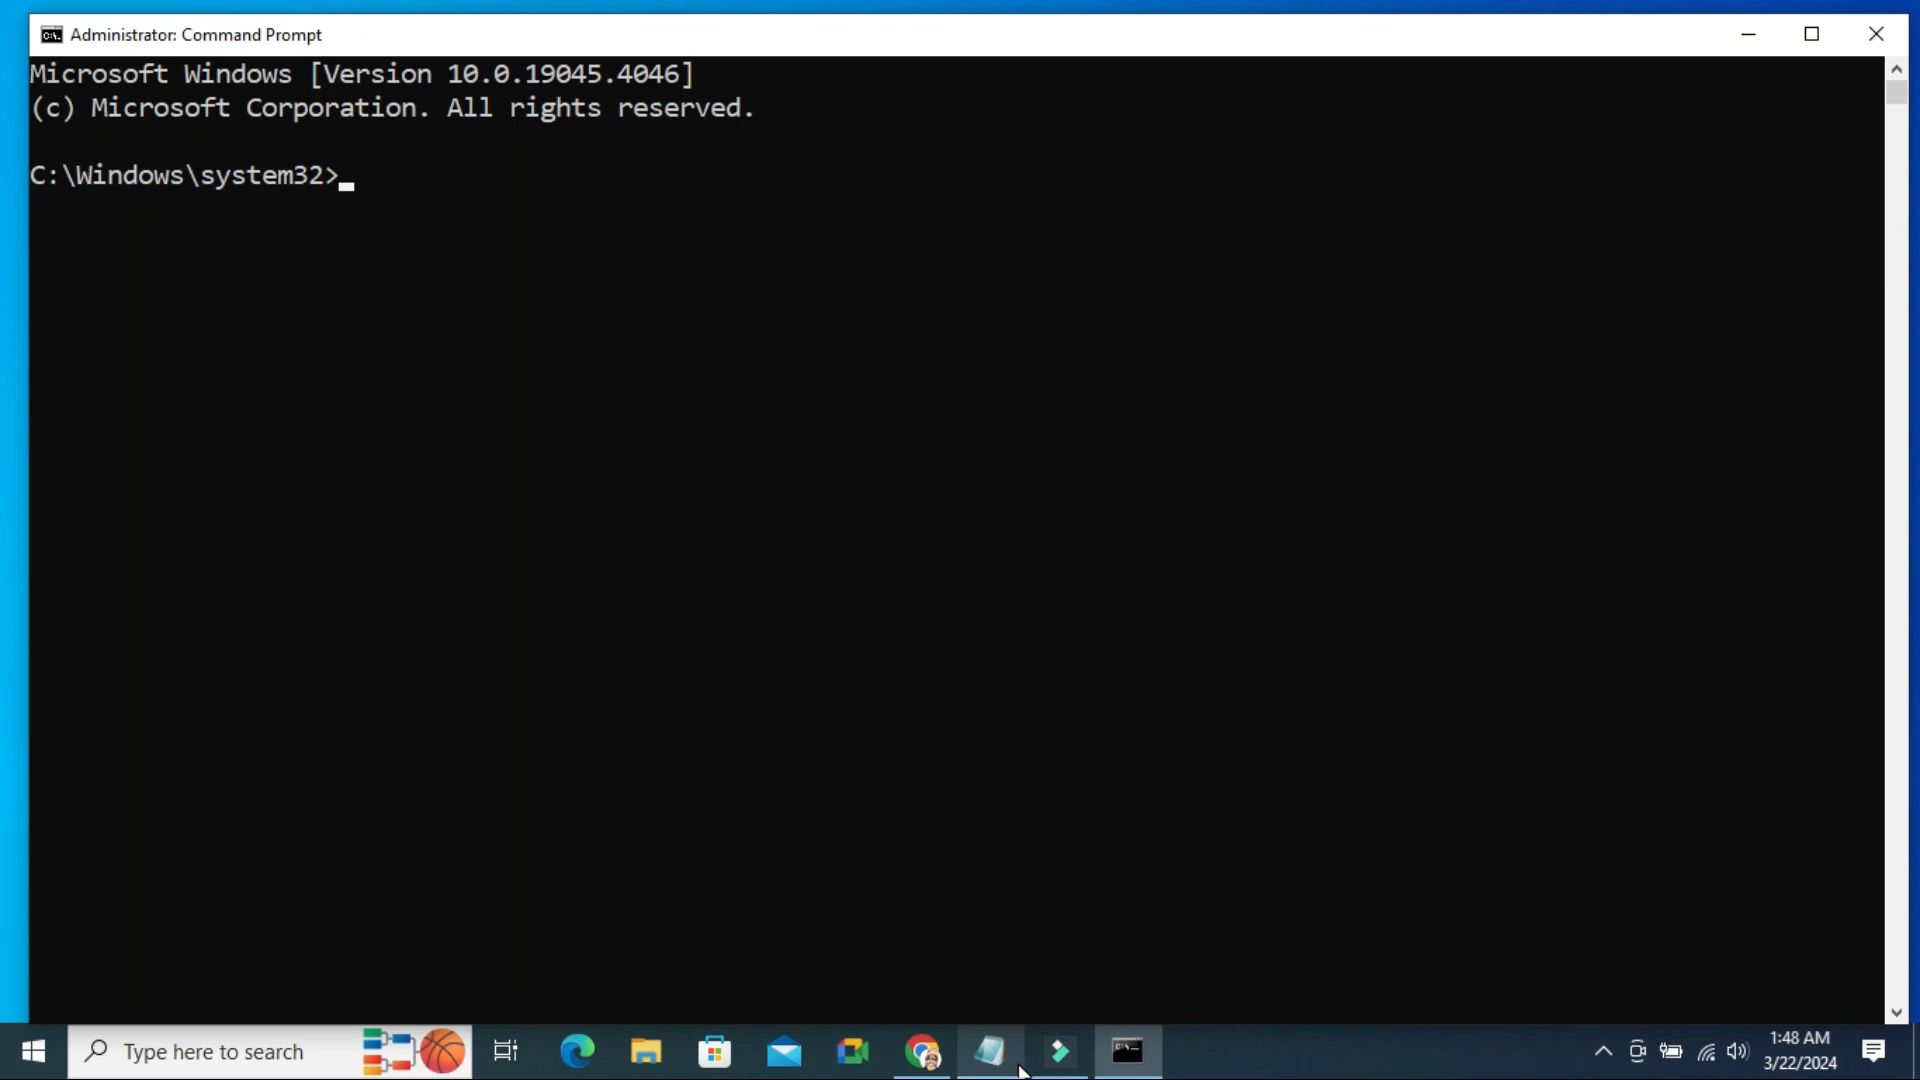 Administrator: Command Prompt
Microsoft Windows [Version 10.0.19045.4046]
(c) Microsoft Corporation. All rights reserved.
C:\Windows\system32>
Type here to search
1:48 AM
3/22/2024